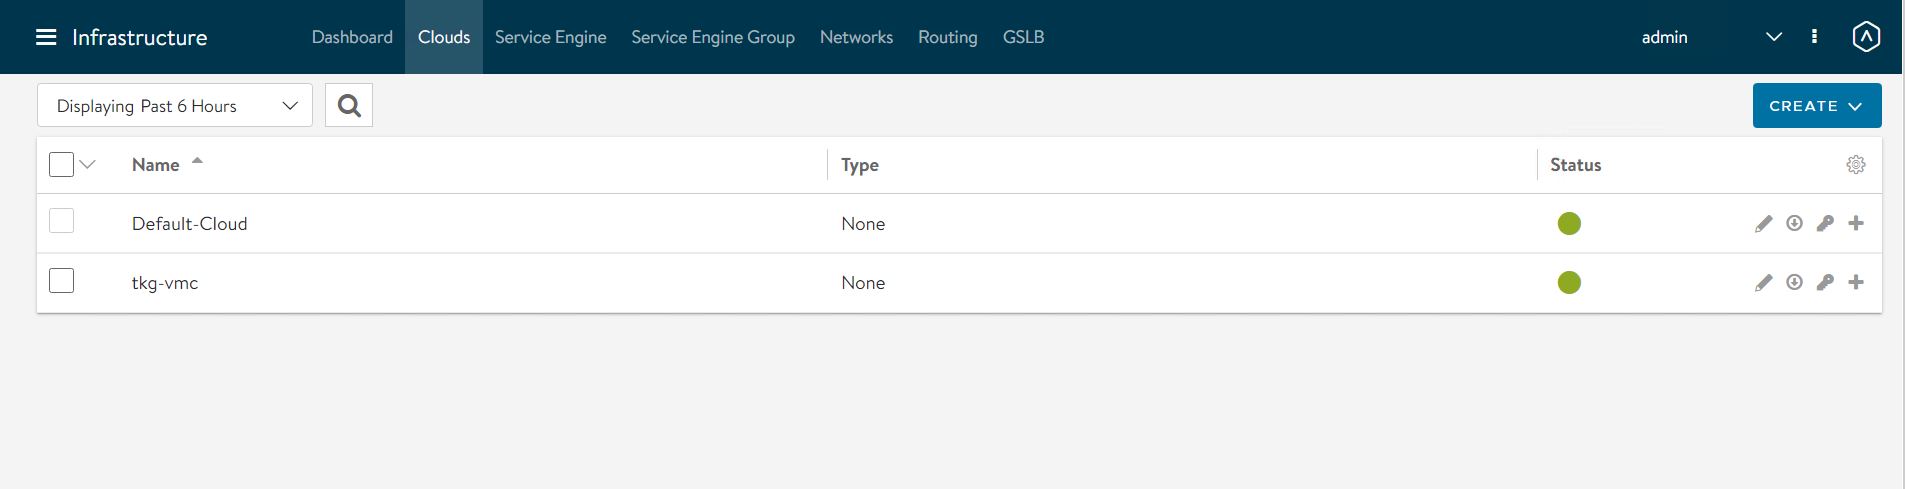 Infrastructure Dashboard Clouds Service Engine Service Engine Group Networks Routing GSLB admin
Displaying Past 6 Hours CREATE
Name Type Status
Default-Cloud None
tkg-vmc None